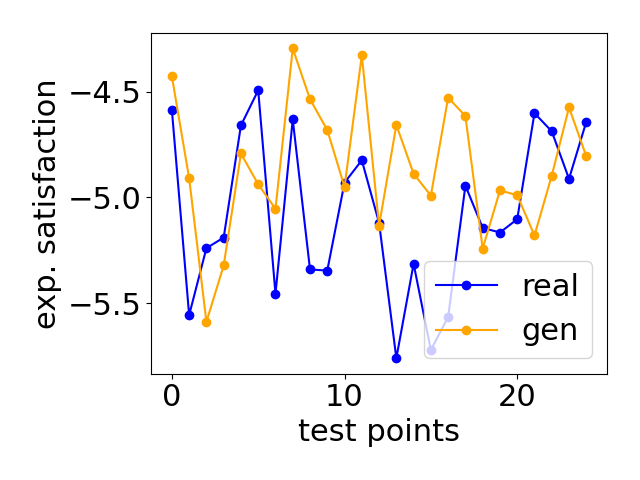 exp. satisfaction
−4.5
−5.0
−5.5
real
gen
0 10 20
test points